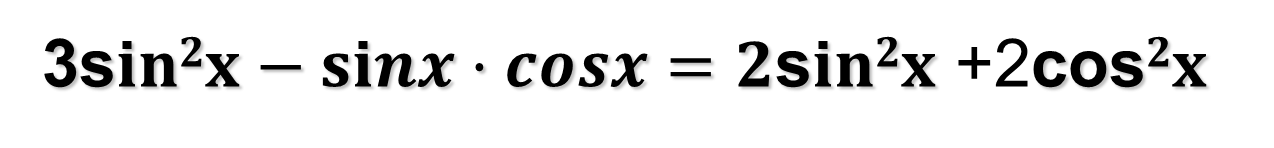 3sin²x − sinx · cosx = 2sin²x +2cos²x